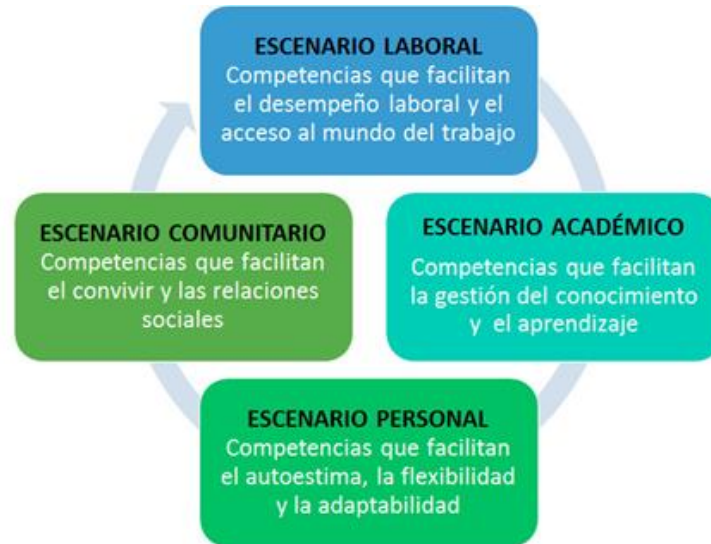 ESCENARIO LABORAL
Competencias que facilitan
el desempeño laboral y el
acceso al mundo del trabajo
ESCENARIO COMUNITARIO
Competencias que facilitan
el convivir y las relaciones
sociales
ESCENARIO ACADÉMICO
Competencias que facilitan
la gestión del conocimiento
y el aprendizaje
ESCENARIO PERSONAL
Competencias que facilitan
el autoestima, la flexibilidad
y la adaptabilidad